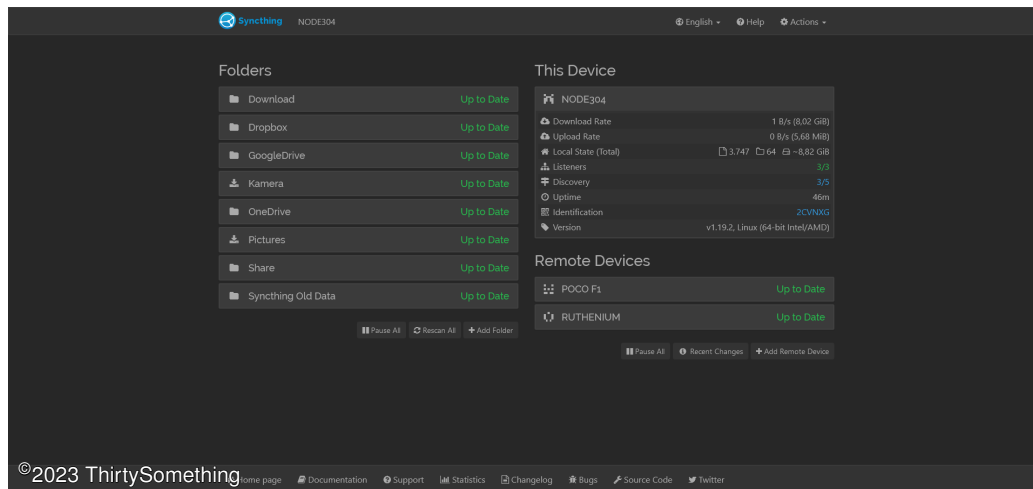 Syncthing NODE304 English Help Actions
Folders
Download Up to Date
Dropbox Up to Date
GoogleDrive Up to Date
Kamera Up to Date
OneDrive Up to Date
Pictures Up to Date
Share Up to Date
Syncthing Old Data Up to Date
Pause All Rescan All + Add Folder
This Device
NODE304
Download Rate 1 B/s (8,02 GiB)
Upload Rate 0 B/s (5,68 MiB)
Local State (Total) 3.747 64 ~8,82 GiB
Listeners 3/3
Discovery 3/5
Uptime 46m
Identification 2CVNXG
Version v1.19.2, Linux (64-bit Intel/AMD)
Remote Devices
POCO F1 Up to Date
RUTHENIUM Up to Date
Pause All Recent Changes + Add Remote Device
Home page Documentation Support Statistics Changelog Bugs Source Code Twitter
©2023 ThirtySomething